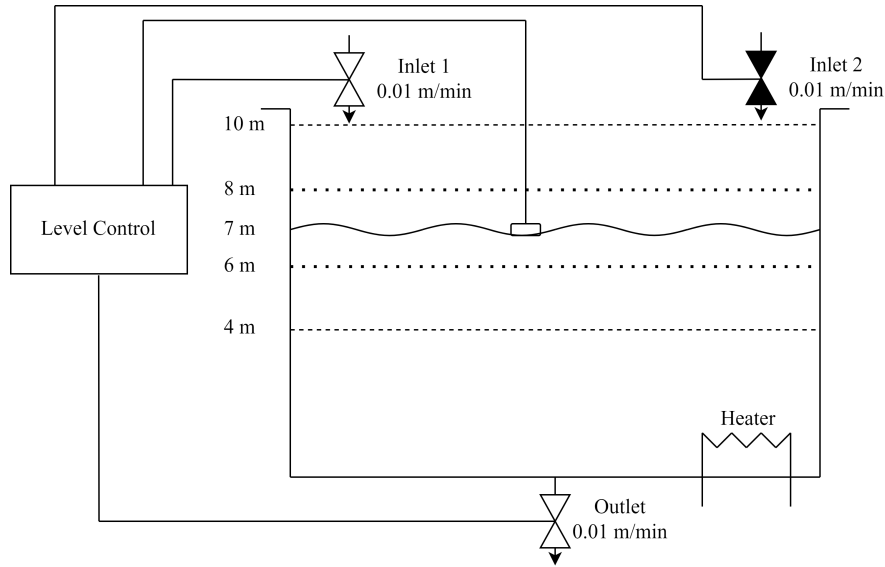 Inlet 1
0.01 m/min
Inlet 2
0.01 m/min
10 m
8 m
Level Control
7 m
6 m
4 m
Heater
Outlet
0.01 m/min